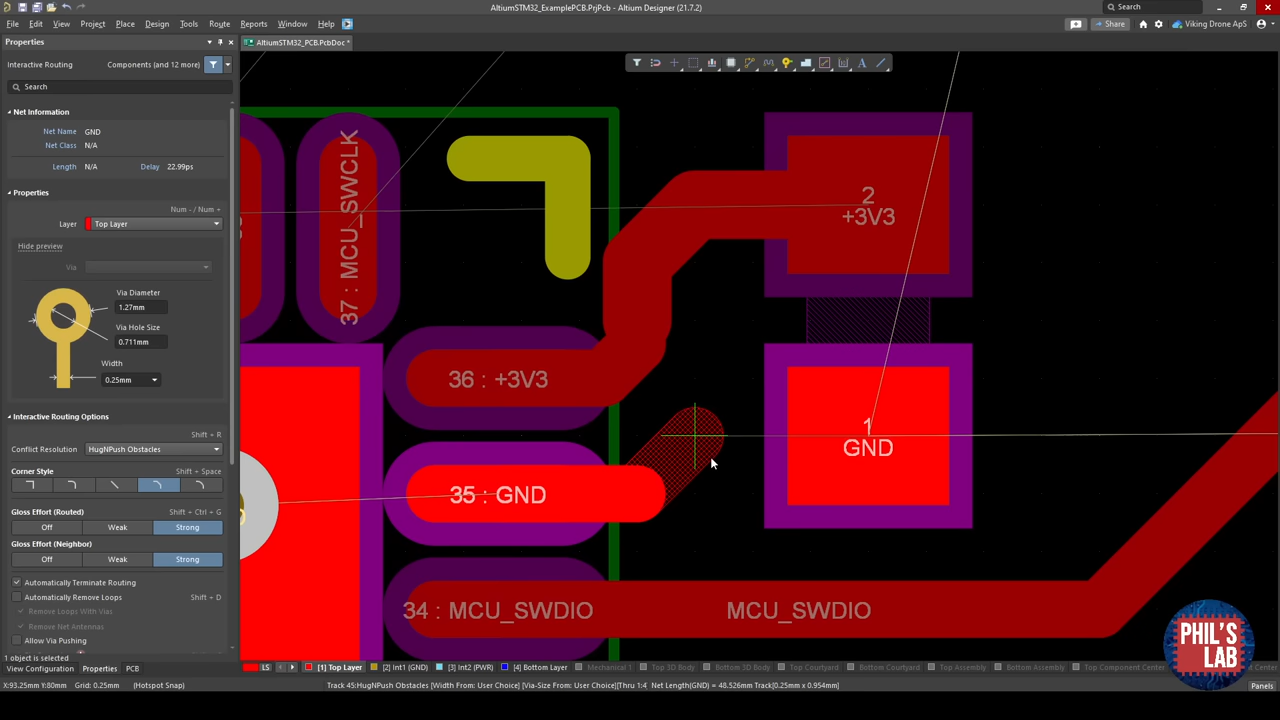 AltiumSTM32_ExamplePCB.PrjPcb - Altium Designer (21.7.2)
Search
File Edit View Project Place Design Tools Route Reports Window Help
Share
Viking Drone ApS
Properties
AltiumSTM32_PCB.PcbDoc *
Interactive Routing
Components (and 12 more)
Search
Net Information
Net Name GND
Net Class N/A
Length N/A Delay 22.99ps
Properties
Num - / Num +
Layer Top Layer
Hide preview
Via
Via Diameter
1.27mm
Via Hole Size
0.711mm
Width
0.25mm
Interactive Routing Options
Shift + R
Conflict Resolution HugNPush Obstacles
Corner Style Shift + Space
Gloss Effort (Routed) Shift + Ctrl + G
Off Weak Strong
Gloss Effort (Neighbor)
Off Weak Strong
Automatically Terminate Routing
Automatically Remove Loops Shift + D
Remove Loops With Vias
Remove Net Antennas
Allow Via Pushing
1 object is selected
37 : MCU_SWCLK
1
2
+3V3
36 : +3V3
35 : GND
1
GND
34 : MCU_SWDIO
MCU_SWDIO
PHIL'S
LAB
View Configuration Properties PCB
LS [1] Top Layer [2] Int1 (GND) [3] Int2 (PWR) [4] Bottom Layer Mechanical 1 Top 3D Body Bottom 3D Body Top Courtyard Bottom Courtyard Top Assembly Bottom Assembly Top Component Center
X:93.25mm Y:80mm Grid: 0.25mm (Hotspot Snap)
Track 45:HugNPush Obstacles [Width From: User Choice] [Via-Size From: User Choice][Thru 1:4] Net Length(GND) = 48.526mm Track[0.25mm x 0.954mm]
Panels